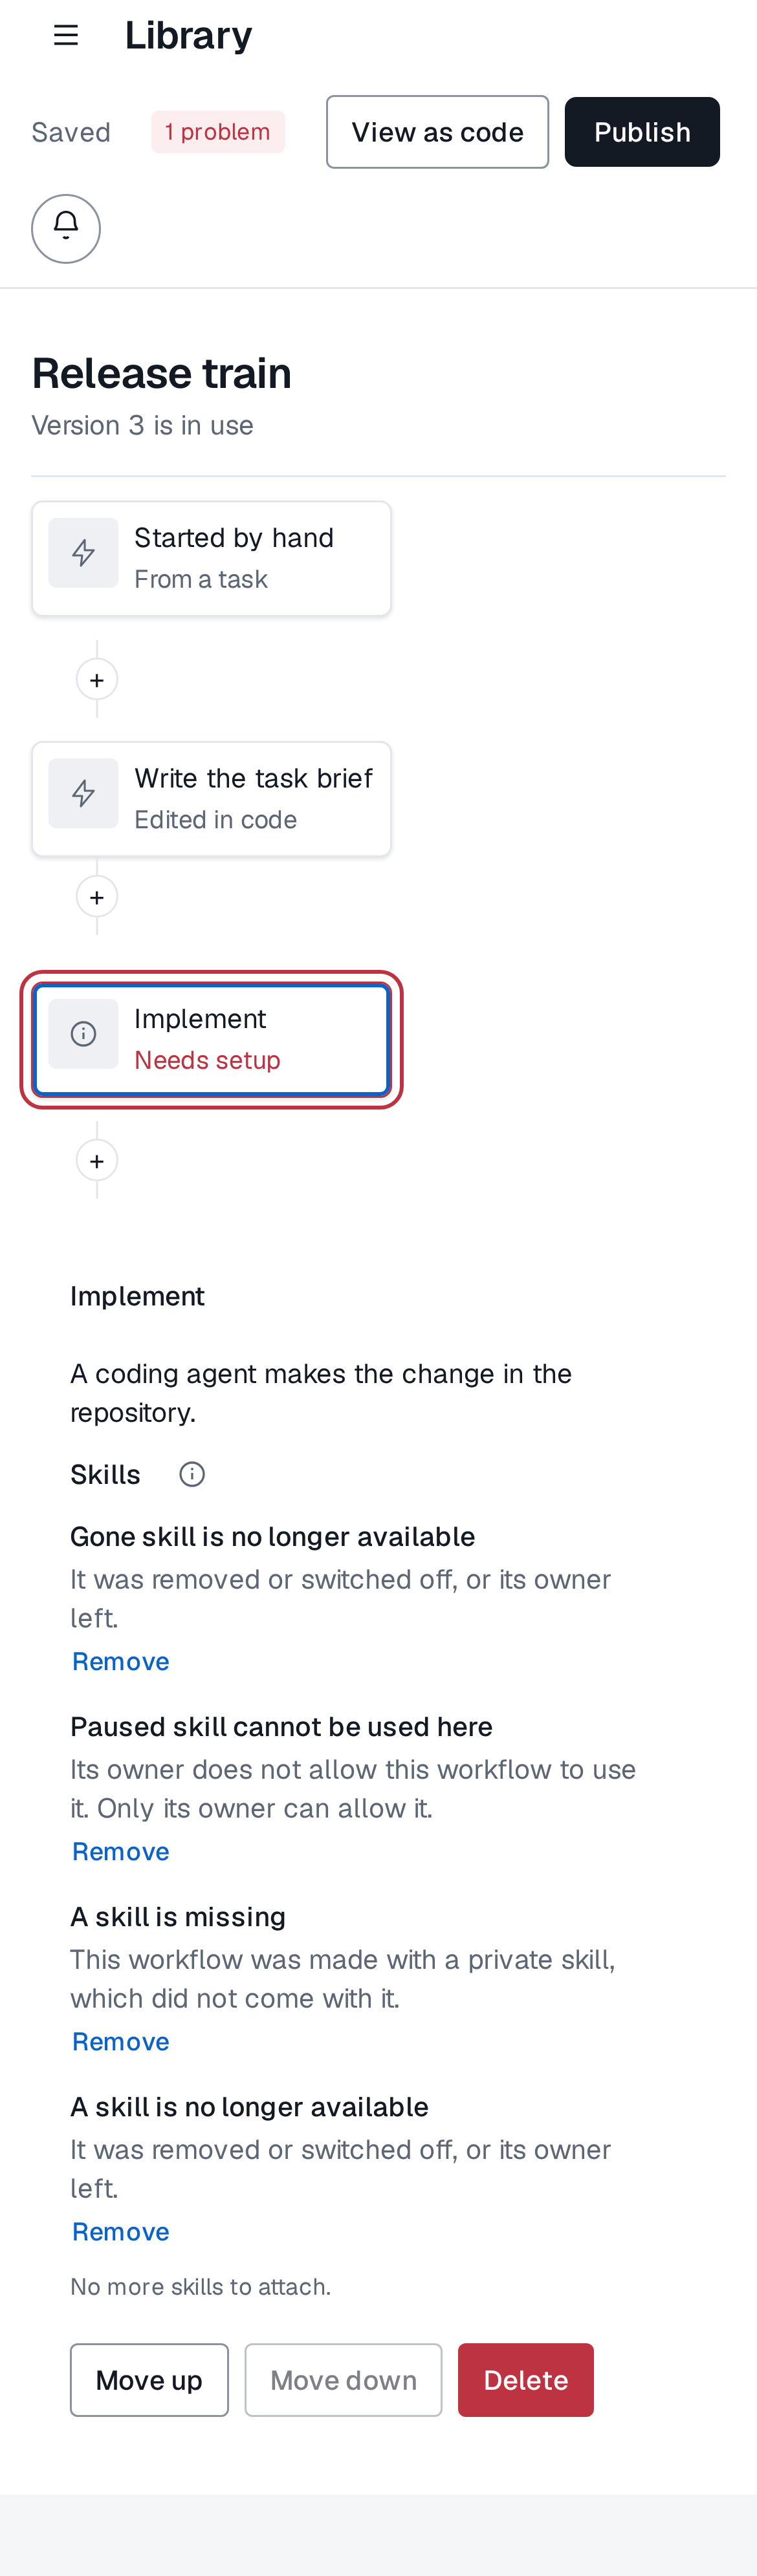 Library
Saved
1 problem
View as code
Publish
Release train
Version 3 is in use
Started by hand
From a task
+
Write the task brief
Edited in code
+
Implement
Needs setup
+
Implement
A coding agent makes the change in the
repository.
Skills
Gone skill is no longer available
It was removed or switched off, or its owner
left.
Remove
Paused skill cannot be used here
Its owner does not allow this workflow to use
it. Only its owner can allow it.
Remove
A skill is missing
This workflow was made with a private skill,
which did not come with it.
Remove
A skill is no longer available
It was removed or switched off, or its owner
left.
Remove
No more skills to attach.
Move up
Move down
Delete